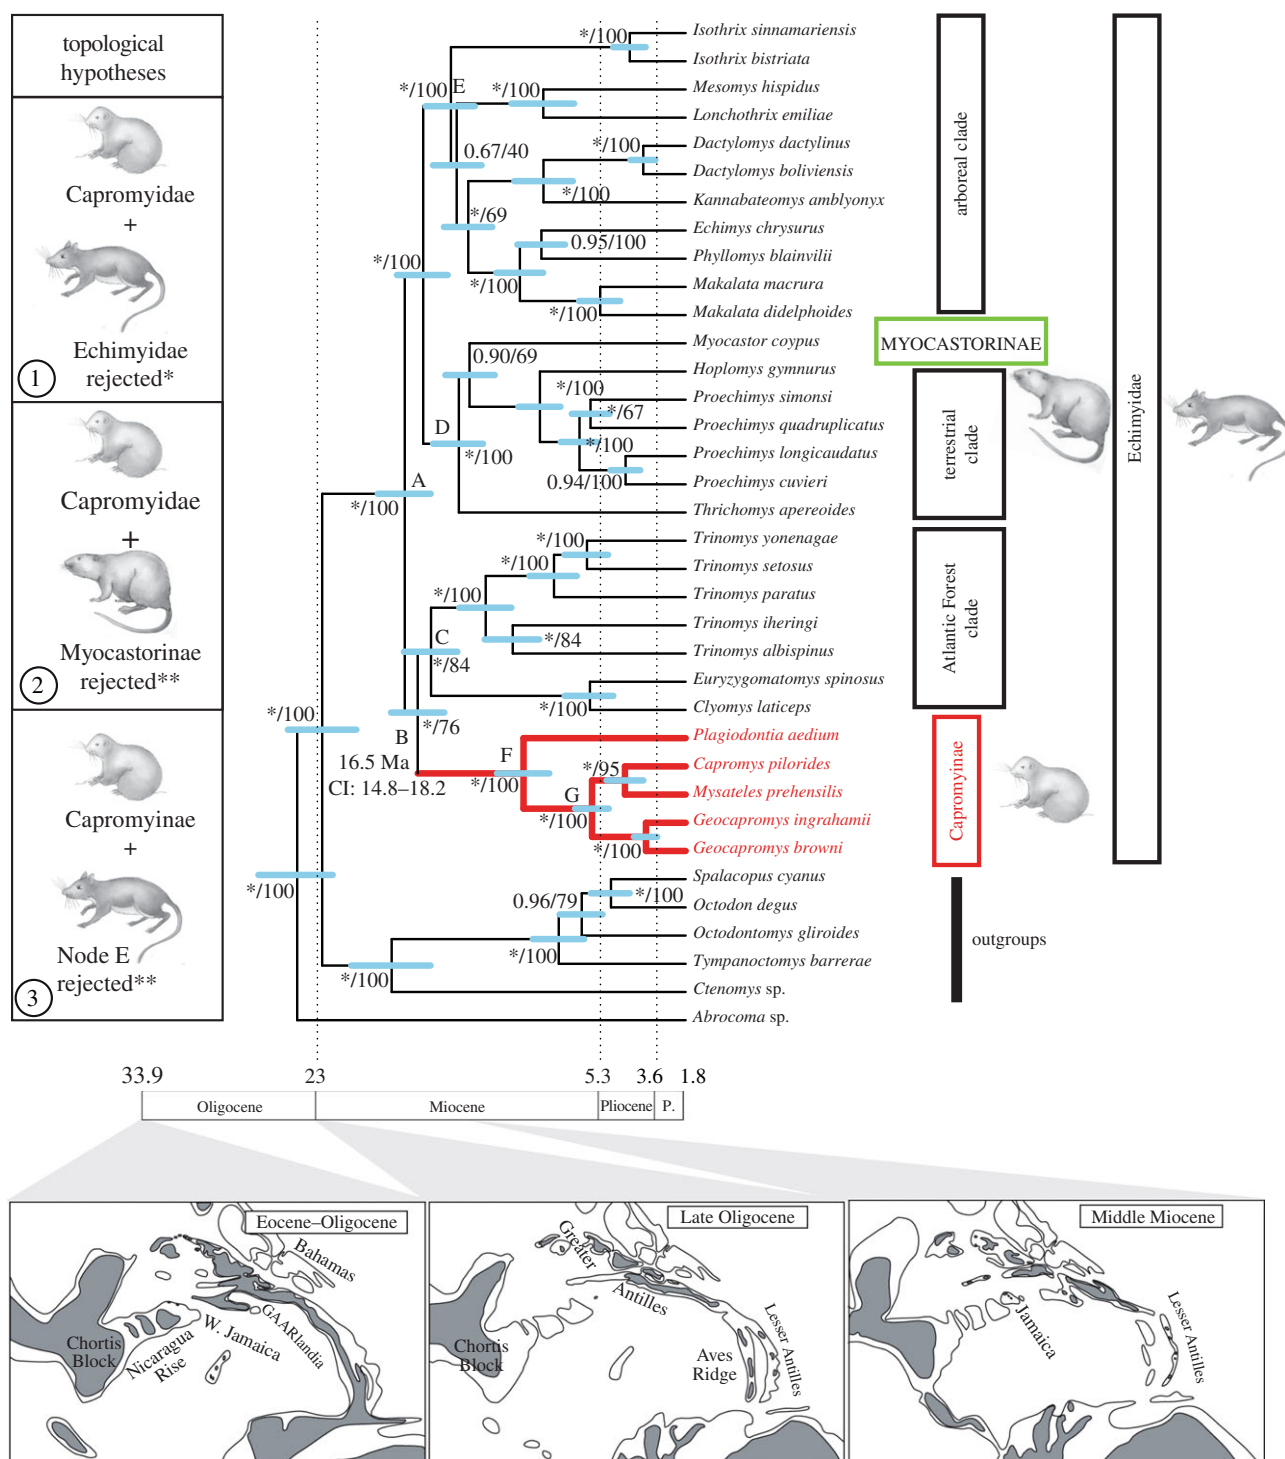 topological
hypotheses
Capromyidae
+
Echimyidae
rejected*
1
Capromyidae
+
Myocastorinae
rejected**
2
Capromyinae
+
Node E
rejected**
3
*/100
*/100
E
*/100
*/100
0.67/40
*/100
*/69
0.95/100
*/100
*/100
*/100
0.90/69
*/100
*/67
D
*/100
*/100
0.94/100
A
*/100
*/100
*/100
*/100
C
*/84
*/84
*/100
*/100
B
*/76
16.5 Ma
CI: 14.8–18.2
F
*/100
*/95
G
*/100
*/100
*/100
0.96/79
*/100
*/100
*/100
Isothrix sinnamariensis
Isothrix bistriata
Mesomys hispidus
Lonchothrix emiliae
Dactylomys dactylinus
Dactylomys boliviensis
Kannabateomys amblyonyx
Echimys chrysurus
Phyllomys blainvilii
Makalata macrura
Makalata didelphoides
Myocastor coypus
Hoplomys gymnurus
Proechimys simonsi
Proechimys quadruplicatus
Proechimys longicaudatus
Proechimys cuvieri
Thrichomys apereoides
Trinomys yonenagae
Trinomys setosus
Trinomys paratus
Trinomys iheringi
Trinomys albispinus
Euryzygomatomys spinosus
Clyomys laticeps
Plagiodontia aedium
Capromys pilorides
Mysateles prehensilis
Geocapromys ingrahamii
Geocapromys browni
Spalacopus cyanus
Octodon degus
Octodontomys gliroides
Tympanoctomys barrerae
Ctenomys sp.
Abrocoma sp.
arboreal clade
MYOCASTORINAE
terrestrial
clade
Atlantic Forest
clade
Capromyinae
outgroups
Echimyidae
33.9
23
5.3
3.6
1.8
Oligocene
Miocene
Pliocene
P.
Eocene–Oligocene
Bahamas
GAARlandia
W. Jamaica
Nicaragua
Rise
Chortis
Block
Late Oligocene
Greater
Antilles
Lesser Antilles
Aves
Ridge
Chortis
Block
Middle Miocene
Jamaica
Lesser Antilles